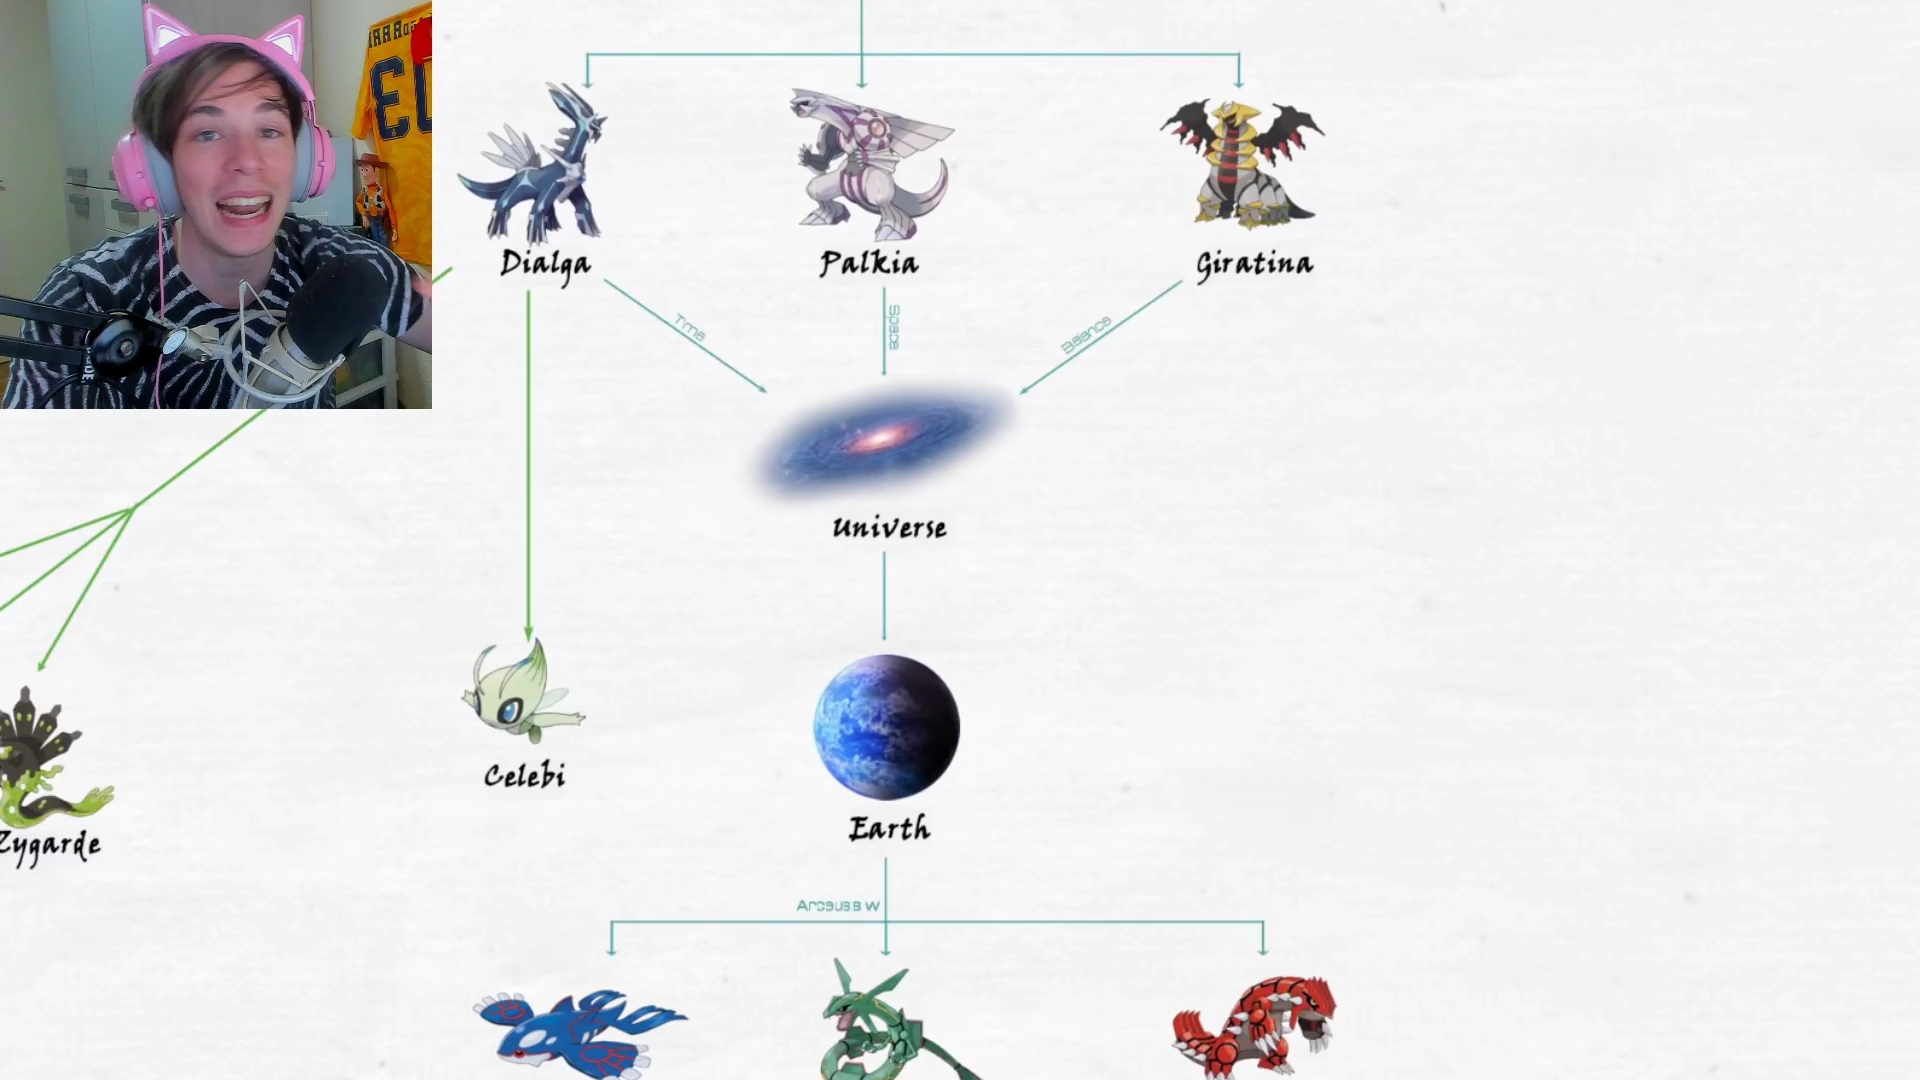 Dialga
Palkia
Giratina
Time
Space
Balance
Universe
Celebi
Earth
Zygarde